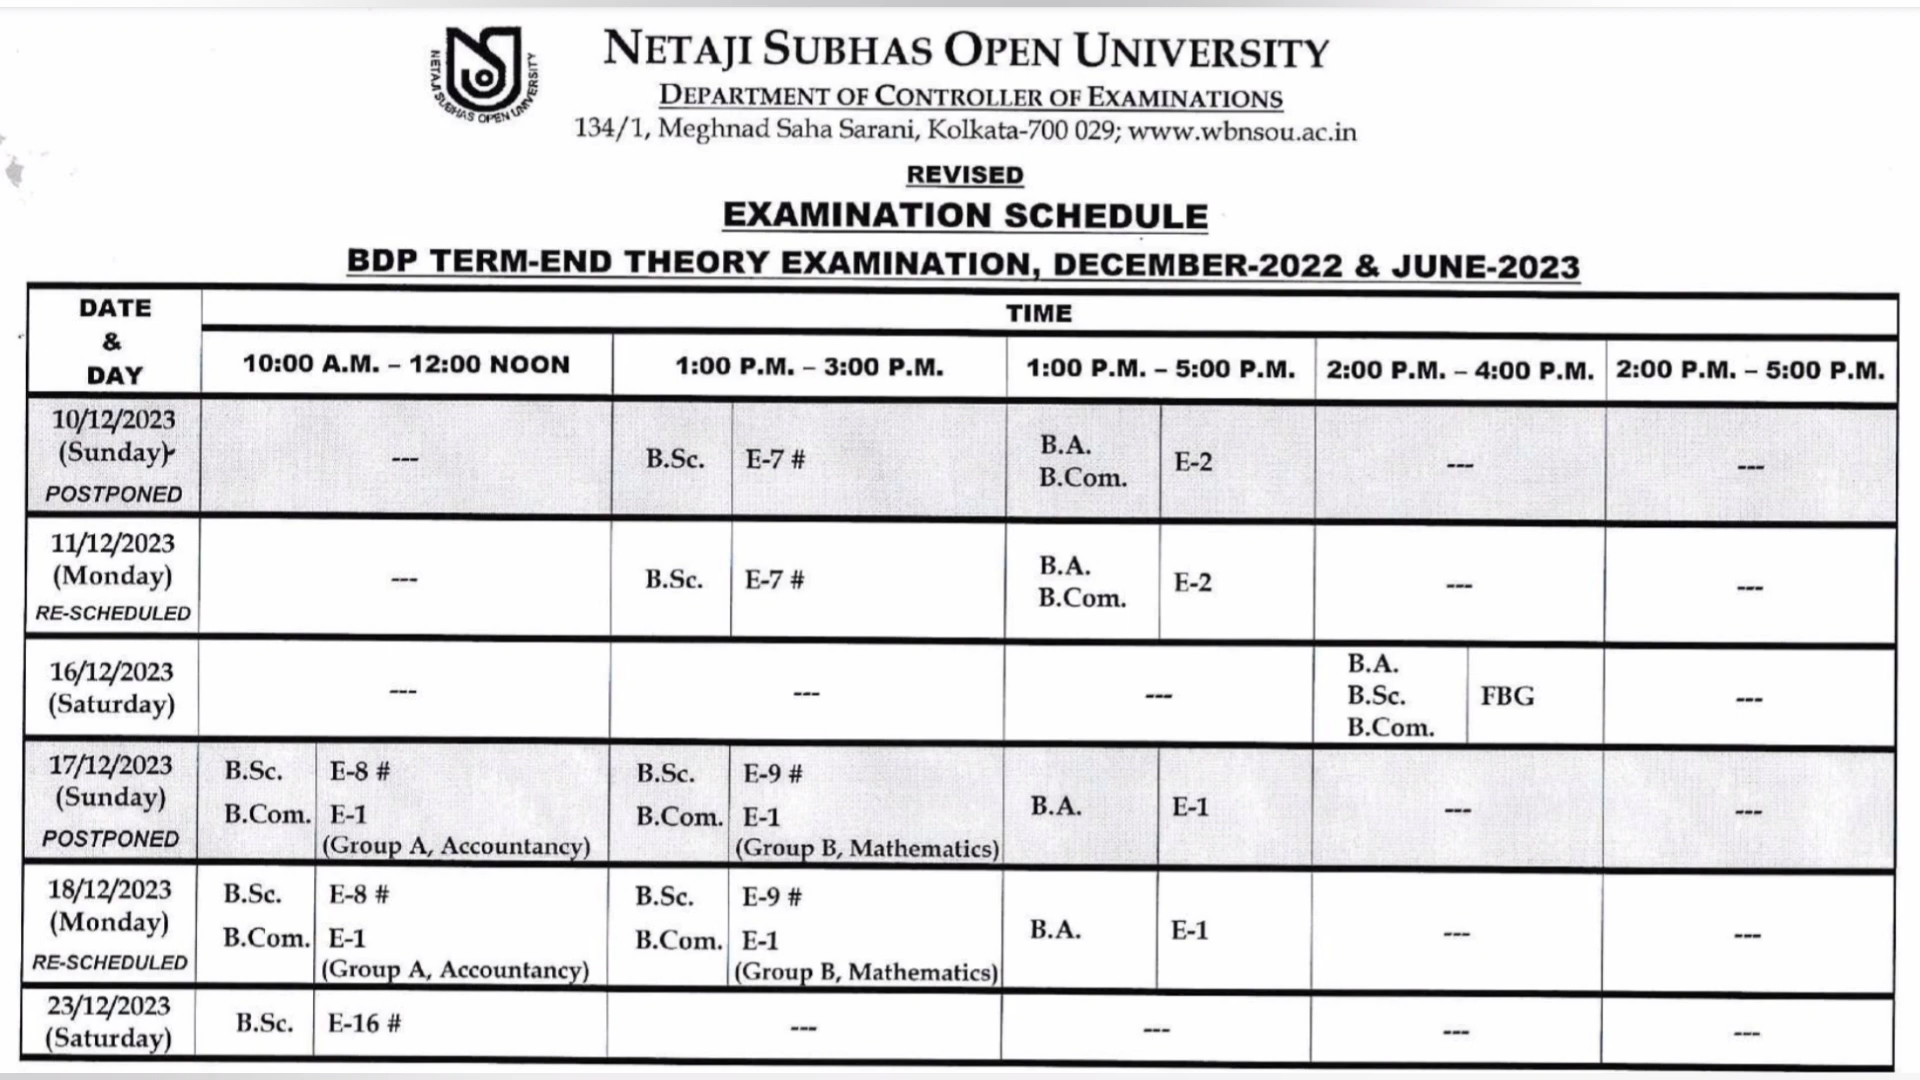 NETAJI SUBHAS OPEN UNIVERSITY
NETAJI SUBHAS OPEN UNIVERSITY
DEPARTMENT OF CONTROLLER OF EXAMINATIONS
134/1, Meghnad Saha Sarani, Kolkata-700 029; www.wbnsou.ac.in
REVISED
EXAMINATION SCHEDULE
BDP TERM-END THEORY EXAMINATION, DECEMBER-2022 & JUNE-2023
DATE & DAY
TIME
10:00 A.M. – 12:00 NOON
1:00 P.M. – 3:00 P.M.
1:00 P.M. – 5:00 P.M.
2:00 P.M. – 4:00 P.M.
2:00 P.M. – 5:00 P.M.
10/12/2023
(Sunday)
POSTPONED
---
B.Sc. E-7 #
B.A.
B.Com.
E-2
---
---
11/12/2023
(Monday)
RE-SCHEDULED
---
B.Sc. E-7 #
B.A.
B.Com.
E-2
---
---
16/12/2023
(Saturday)
---
---
---
B.A.
B.Sc.
B.Com.
FBG
---
17/12/2023
(Sunday)
POSTPONED
B.Sc. E-8 #
B.Com. E-1
(Group A, Accountancy)
B.Sc. E-9 #
B.Com. E-1
(Group B, Mathematics)
B.A. E-1
---
---
18/12/2023
(Monday)
RE-SCHEDULED
B.Sc. E-8 #
B.Com. E-1
(Group A, Accountancy)
B.Sc. E-9 #
B.Com. E-1
(Group B, Mathematics)
B.A. E-1
---
---
23/12/2023
(Saturday)
B.Sc. E-16 #
---
---
---
---